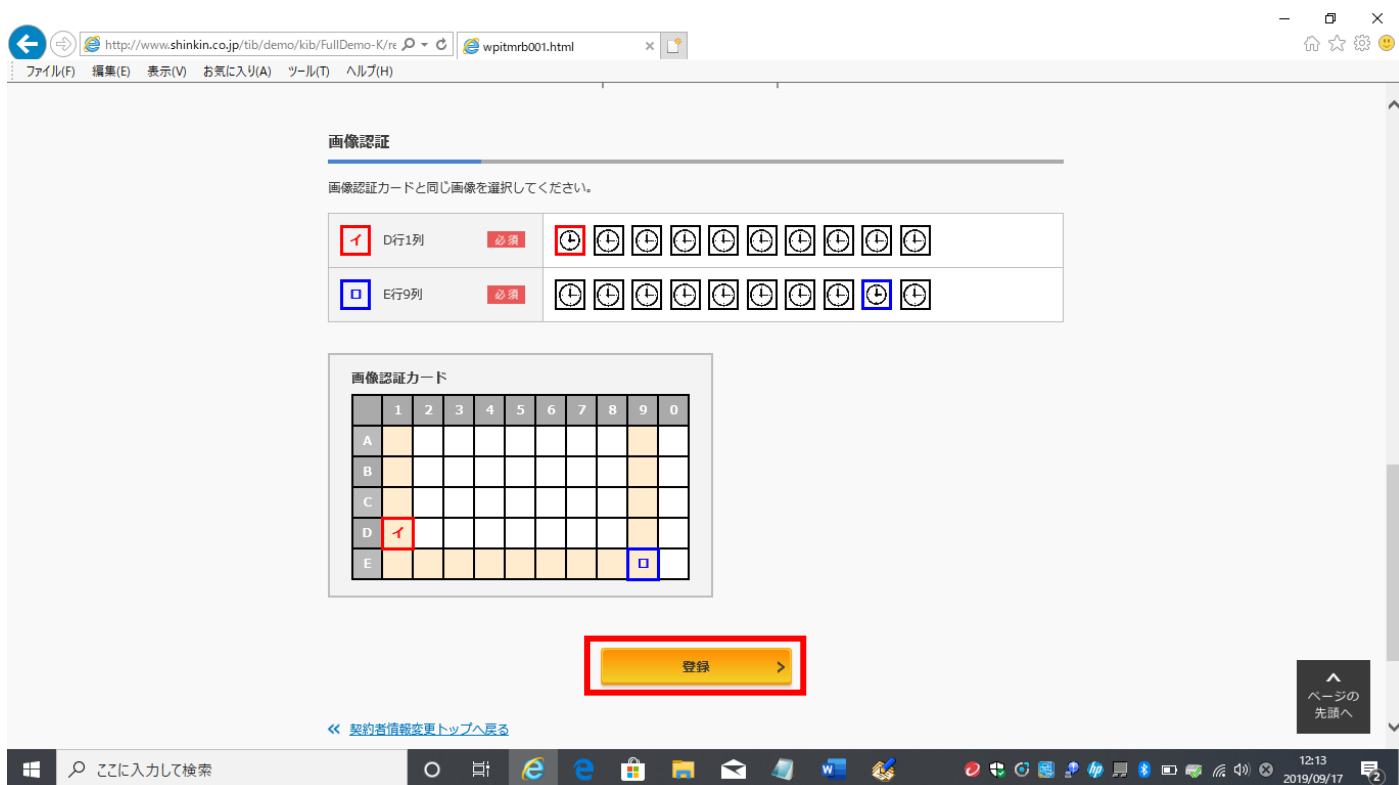 http://www.shinkin.co.jp/tib/demo/kib/FullDemo-K/re
wpitmrb001.html
ファイル(F) 編集(E) 表示(V) お気に入り(A) ツール(T) ヘルプ(H)
画像認証
画像認証カードと同じ画像を選択してください。
イ D行1列 必須
ロ E行9列 必須
画像認証カード
1 2 3 4 5 6 7 8 9 0
A
B
C
D イ
E ロ
登録 >
≪ 契約者情報変更トップへ戻る
ページの
先頭へ
ここに入力して検索
12:13
2019/09/17
2